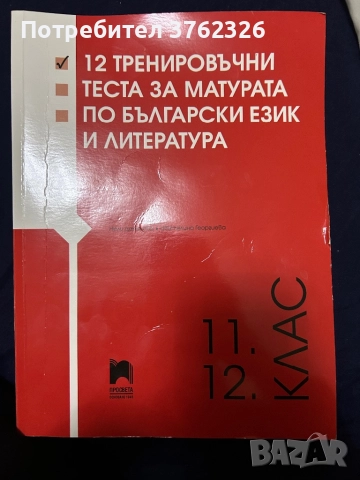 Потребител 3762326
12 ТРЕНИРОВЪЧНИ
ТЕСТА ЗА МАТУРАТА
ПО БЪЛГАРСКИ ЕЗИК
И ЛИТЕРАТУРА
11.
12.
КЛАС
ПРОСВЕТА
BAZAR